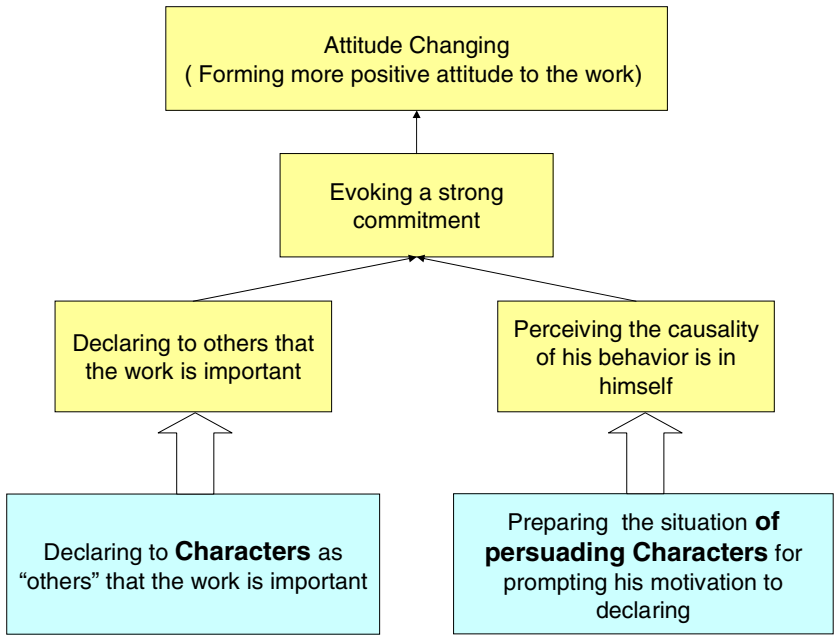 Attitude Changing
( Forming more positive attitude to the work)
Evoking a strong
commitment
Declaring to others that
the work is important
Perceiving the causality
of his behavior is in
himself
Declaring to Characters as
“others” that the work is important
Preparing the situation of
persuading Characters for
prompting his motivation to
declaring